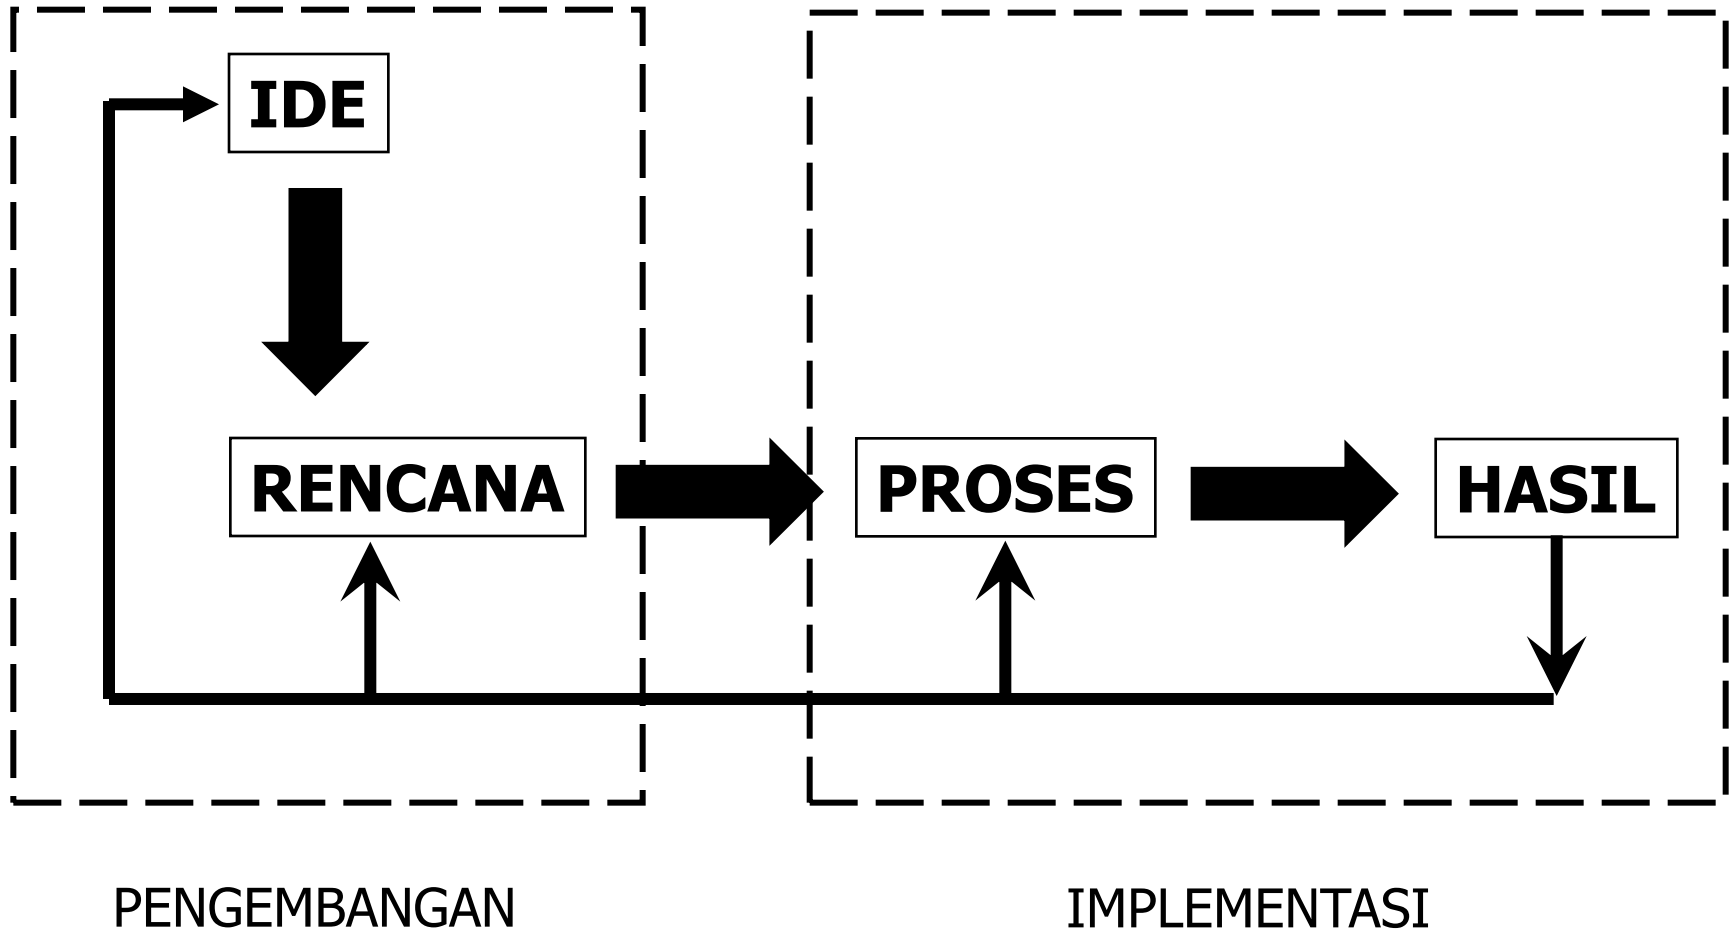 IDE
RENCANA
PROSES
HASIL
PENGEMBANGAN
IMPLEMENTASI